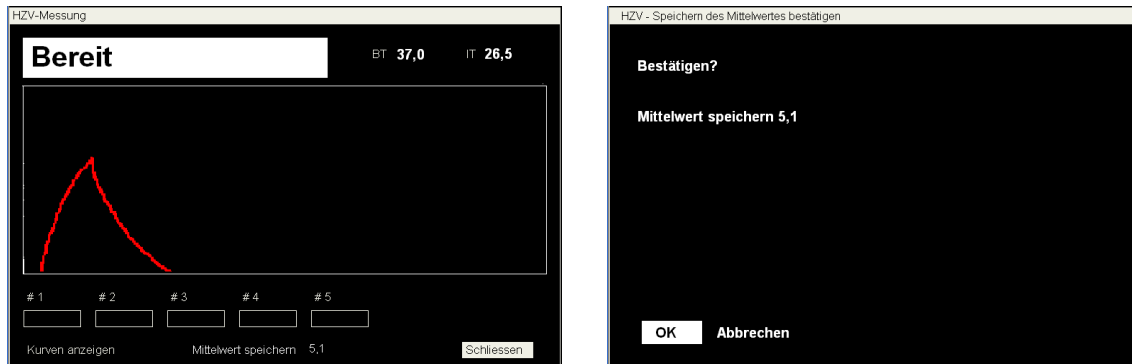 HZV-Messung
Bereit
BT 37,0 IT 26,5
# 1 # 2 # 3 # 4 # 5
Kurven anzeigen Mittelwert speichern 5,1 Schliessen
HZV - Speichern des Mittelwertes bestätigen
Bestätigen?
Mittelwert speichern 5,1
OK Abbrechen